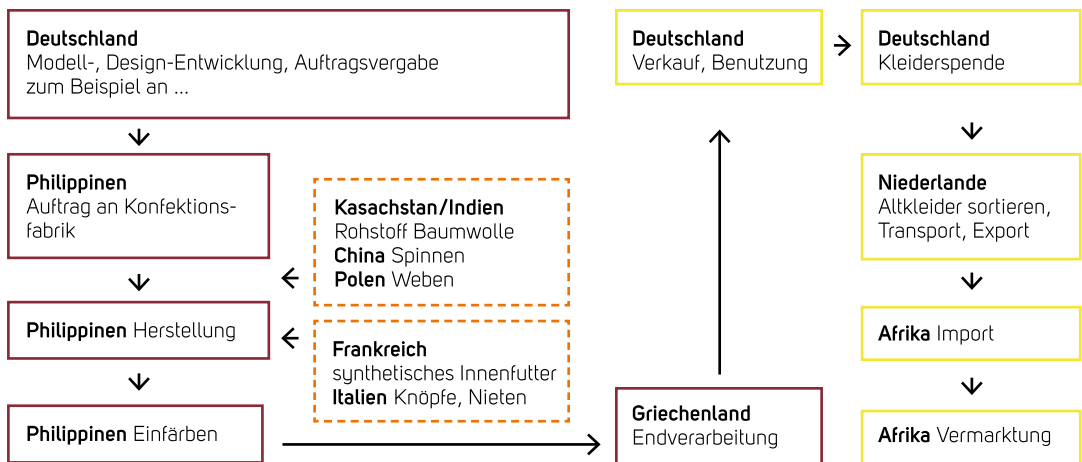 Deutschland
Modell-, Design-Entwicklung, Auftragsvergabe
zum Beispiel an ...
Philippinen
Auftrag an Konfektions-
fabrik
Kasachstan/Indien
Rohstoff Baumwolle
China Spinnen
Polen Weben
Philippinen Herstellung
Frankreich
synthetisches Innenfutter
Italien Knöpfe, Nieten
Philippinen Einfärben
Griechenland
Endverarbeitung
Deutschland
Verkauf, Benutzung
Deutschland
Kleiderspende
Niederlande
Altkleider sortieren,
Transport, Export
Afrika Import
Afrika Vermarktung